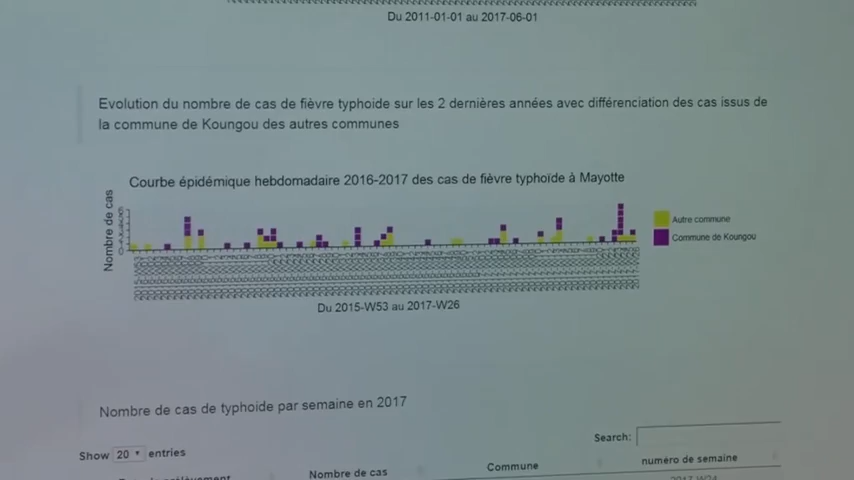 Du 2011-01-01 au 2017-06-01
Evolution du nombre de cas de fièvre typhoide sur les 2 dernières années avec différenciation des cas issus de
la commune de Koungou des autres communes
Courbe épidémique hebdomadaire 2016-2017 des cas de fièvre typhoïde à Mayotte
Nombre de cas
Autre commune
Commune de Koungou
Du 2015-W53 au 2017-W26
Nombre de cas de typhoide par semaine en 2017
Show 20 entries
Search:
Nombre de cas
Commune
numéro de semaine